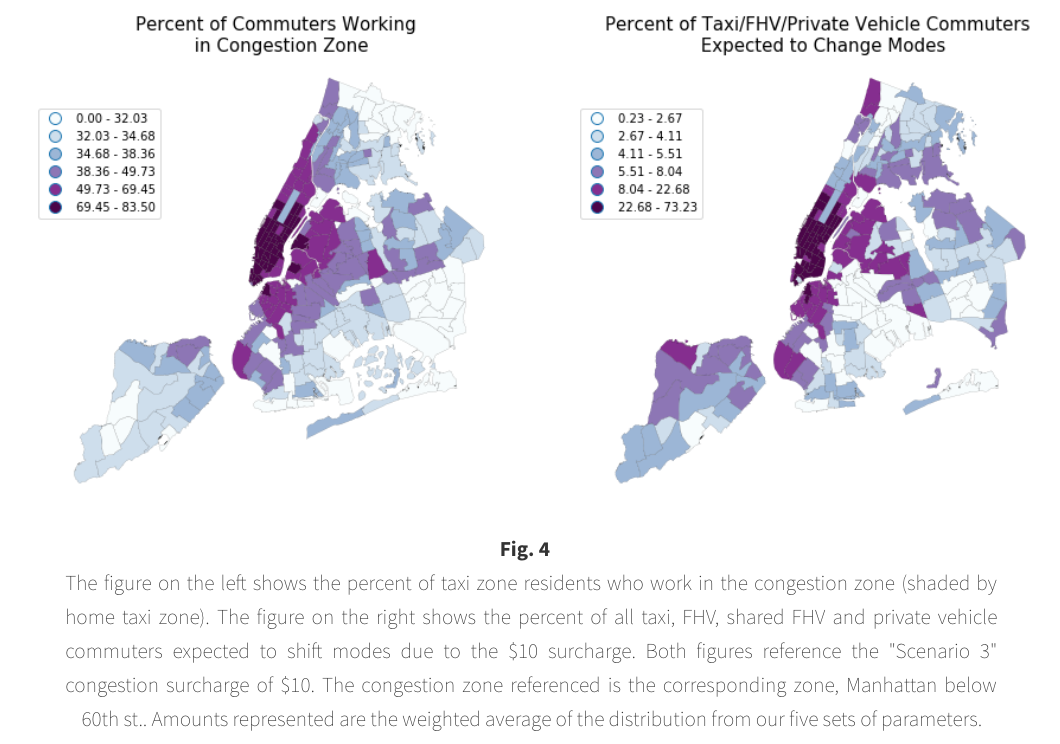 Percent of Commuters Working
in Congestion Zone
0.00 - 32.03
32.03 - 34.68
34.68 - 38.36
38.36 - 49.73
49.73 - 69.45
69.45 - 83.50
Percent of Taxi/FHV/Private Vehicle Commuters
Expected to Change Modes
0.23 - 2.67
2.67 - 4.11
4.11 - 5.51
5.51 - 8.04
8.04 - 22.68
22.68 - 73.23
Fig. 4
The figure on the left shows the percent of taxi zone residents who work in the congestion zone (shaded by
home taxi zone). The figure on the right shows the percent of all taxi, FHV, shared FHV and private vehicle
commuters expected to shift modes due to the $10 surcharge. Both figures reference the "Scenario 3"
congestion surcharge of $10. The congestion zone referenced is the corresponding zone, Manhattan below
60th st.. Amounts represented are the weighted average of the distribution from our five sets of parameters.